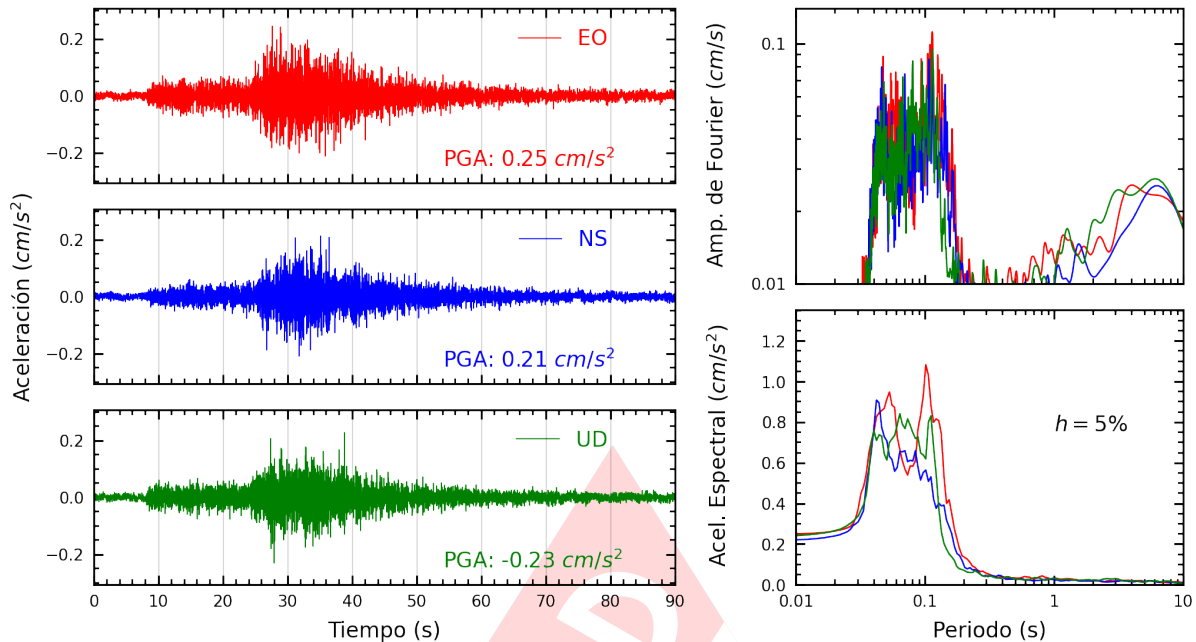 Aceleración (cm/s²)
0.2
0.0
−0.2
EO
PGA: 0.25 cm/s²
0.2
0.0
−0.2
NS
PGA: 0.21 cm/s²
0.2
0.0
−0.2
UD
PGA: -0.23 cm/s²
0 10 20 30 40 50 60 70 80 90
Tiempo (s)
Amp. de Fourier (cm/s)
0.1
0.01
Acel. Espectral (cm/s²)
1.2
1.0
0.8
0.6
0.4
0.2
0.0
h = 5%
0.01 0.1 1 10
Periodo (s)